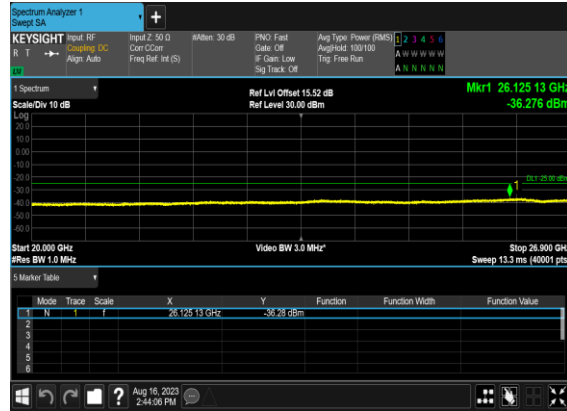 Spectrum Analyzer 1
Swept SA
+
KEYSIGHT
R T
Input: RF
Coupling: DC
Align: Auto
Input Z: 50 Ω
Corr CCorr
Freq Ref: Int (S)
#Atten: 30 dB
PNO: Fast
Gate: Off
IF Gain: Low
Sig Track: Off
Avg Type: Power (RMS)
Avg|Hold: 100/100
Trig: Free Run
1 2 3 4 5 6
A W W W W W
A N N N N N
1 Spectrum
Scale/Div 10 dB
Ref Lvl Offset 15.52 dB
Ref Level 30.00 dBm
Mkr1 26.125 13 GHz
-36.276 dBm
Log
20.0
10.0
0.00
-10.0
-20.0
-30.0
-40.0
-50.0
-60.0
1
DL1 -25.00 dBm
Start 20.000 GHz
#Res BW 1.0 MHz
Video BW 3.0 MHz*
Stop 26.900 GHz
Sweep 13.3 ms (40001 pts)
5 Marker Table
Mode Trace Scale X Y Function Function Width Function Value
1 N 1 f 26.125 13 GHz -36.28 dBm
2
3
4
5
6
?
Aug 16, 2023
2:44:06 PM